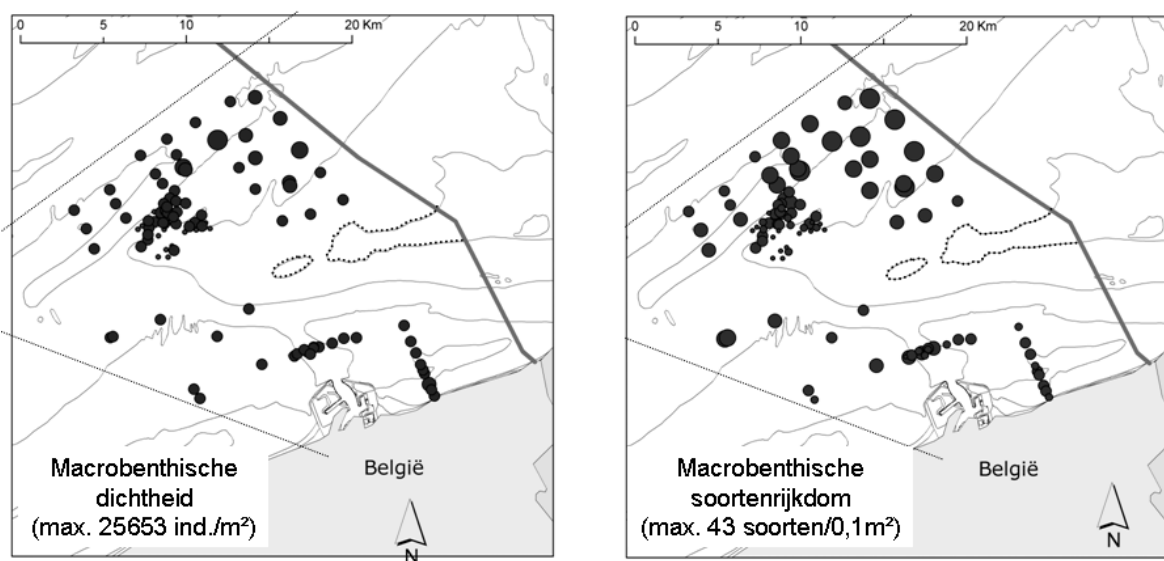 0 5 10 20 Km
België
Macrobenthische
dichtheid
(max. 25653 ind./m²)
N
0 5 10 20 Km
België
Macrobenthische
soortenrijkdom
(max. 43 soorten/0,1m²)
N